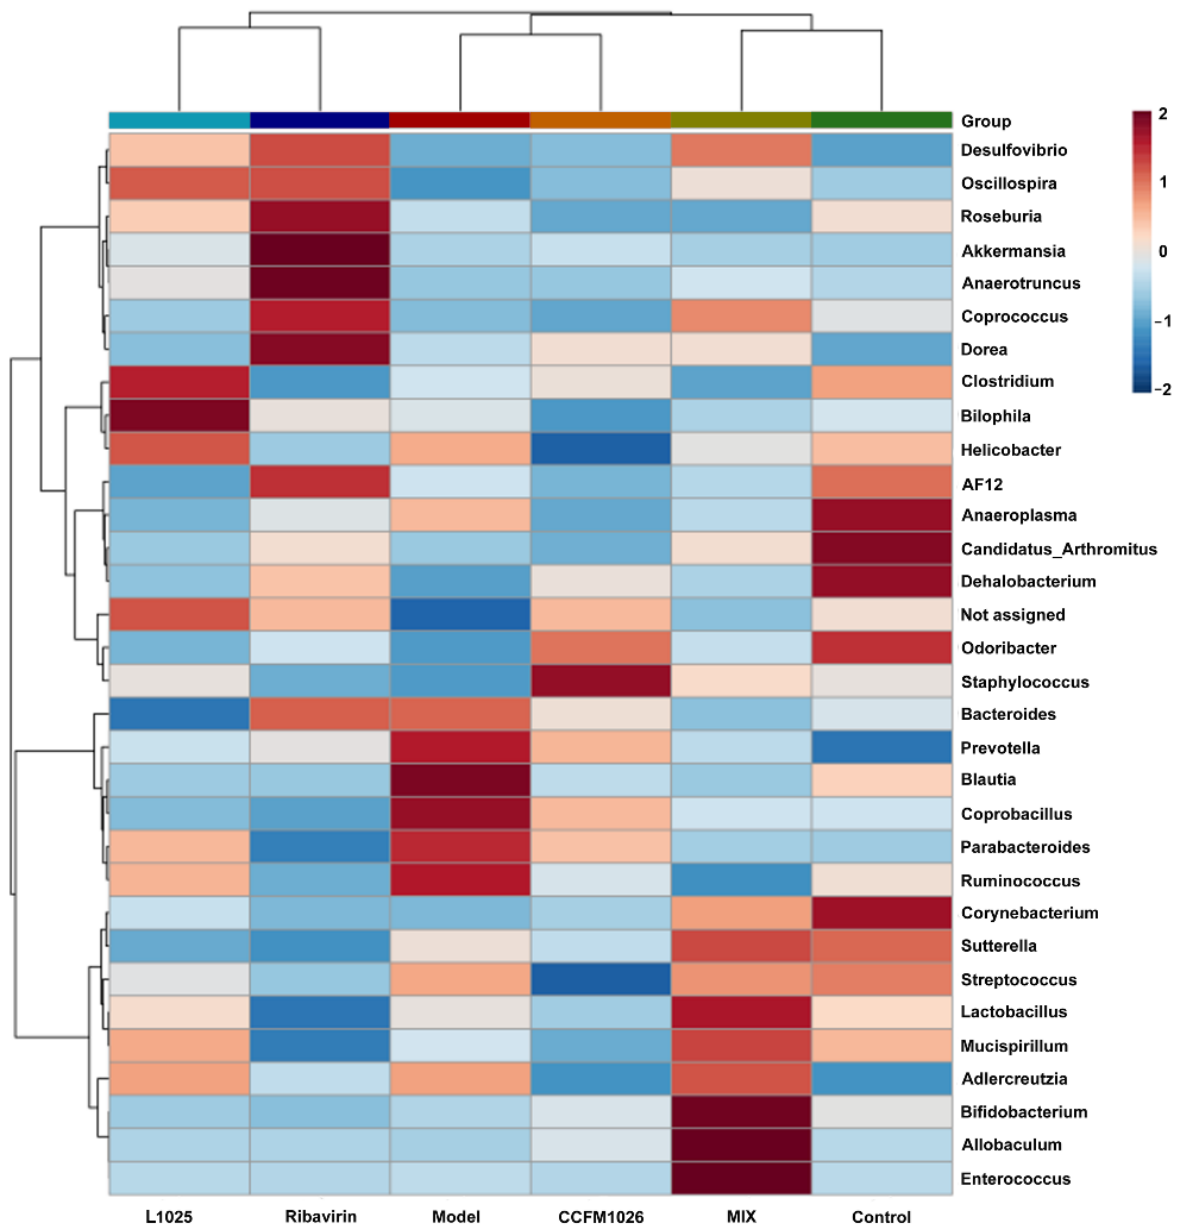 Group
2
1
0
-1
-2
Desulfovibrio
Oscillospira
Roseburia
Akkermansia
Anaerotruncus
Coprococcus
Dorea
Clostridium
Bilophila
Helicobacter
AF12
Anaeroplasma
Candidatus_Arthromitus
Dehalobacterium
Not assigned
Odoribacter
Staphylococcus
Bacteroides
Prevotella
Blautia
Coprobacillus
Parabacteroides
Ruminococcus
Corynebacterium
Sutterella
Streptococcus
Lactobacillus
Mucispirillum
Adlercreutzia
Bifidobacterium
Allobaculum
Enterococcus
L1025 Ribavirin Model CCFM1026 MIX Control